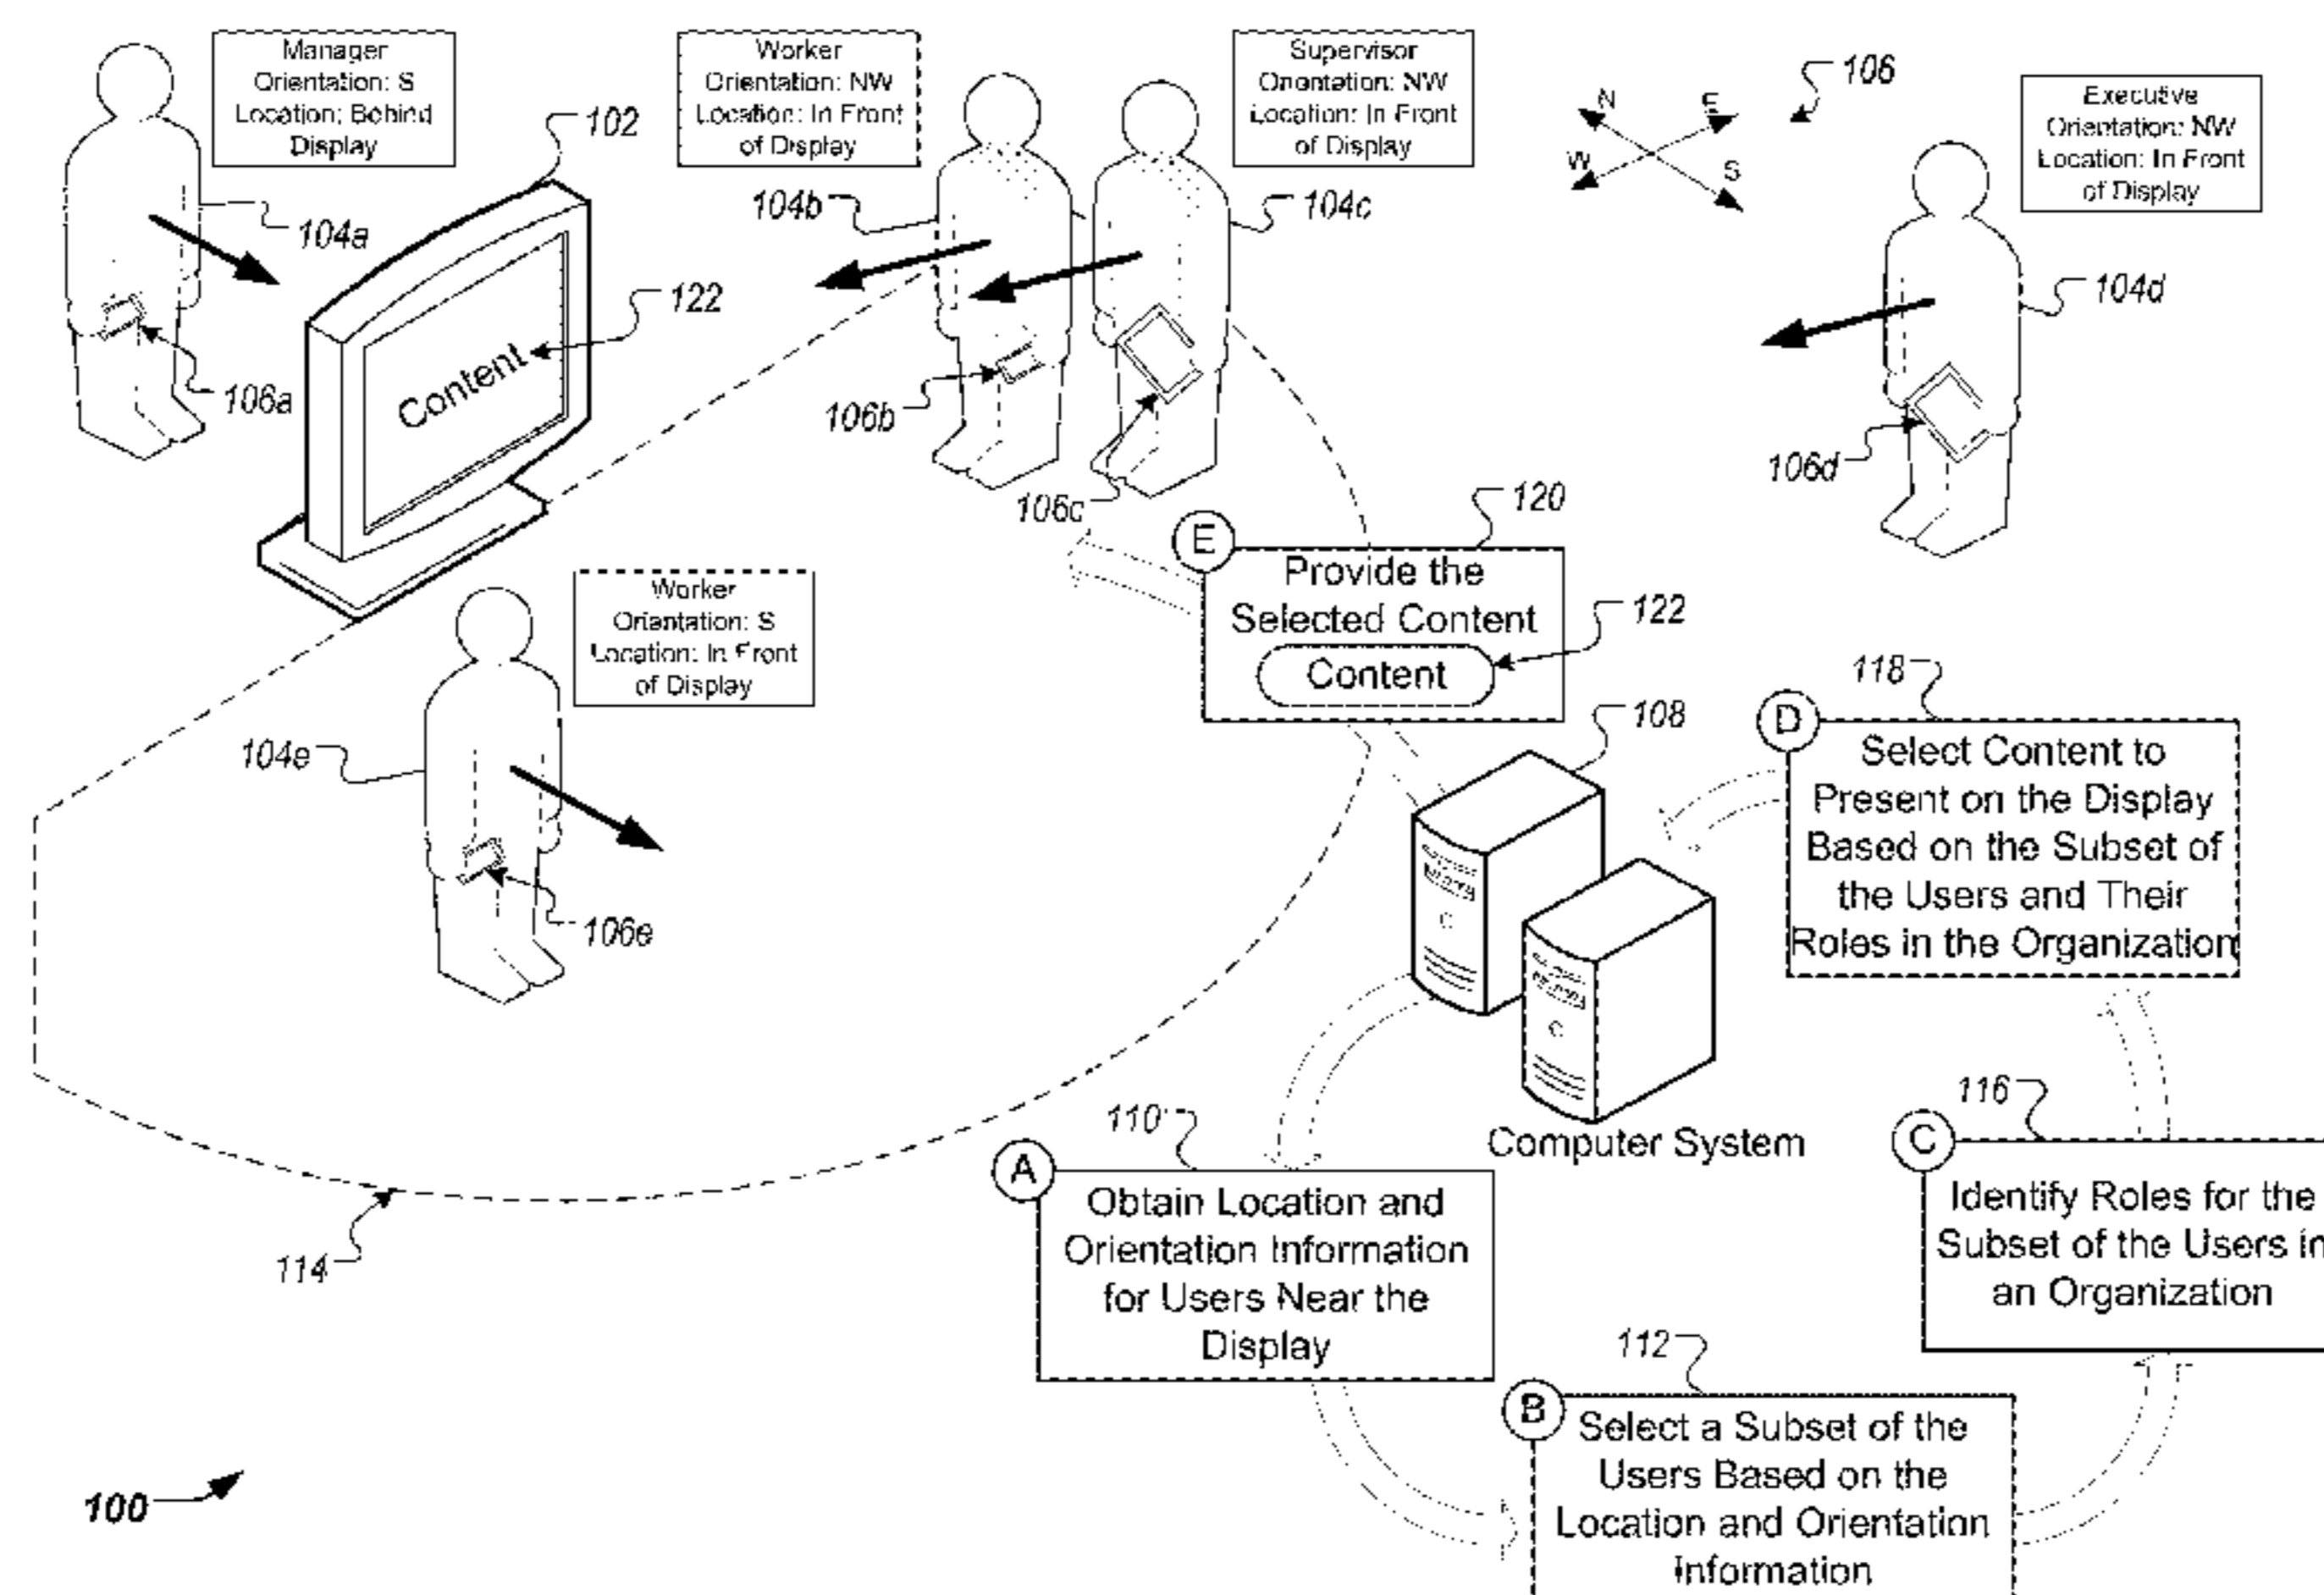 Manager
Orientation: S
Location: Behind
Display
102
104a
122
Content
106a
Worker
Orientation: NW
Location: In Front
of Display
104b
106b
Supervisor
Orientation: NW
Location: In Front
of Display
104c
106c
N
E
W
S
106
Executive
Orientation: NW
Location: In Front
of Display
104d
106d
Worker
Orientation: S
Location: In Front
of Display
104e
106e
E
120
Provide the
Selected Content
Content
122
108
Computer System
118
D
Select Content to
Present on the Display
Based on the Subset of
the Users and Their
Roles in the Organization
110
A
Obtain Location and
Orientation Information
for Users Near the
Display
116
C
Identify Roles for the
Subset of the Users in
an Organization
112
B
Select a Subset of the
Users Based on the
Location and Orientation
Information
114
100